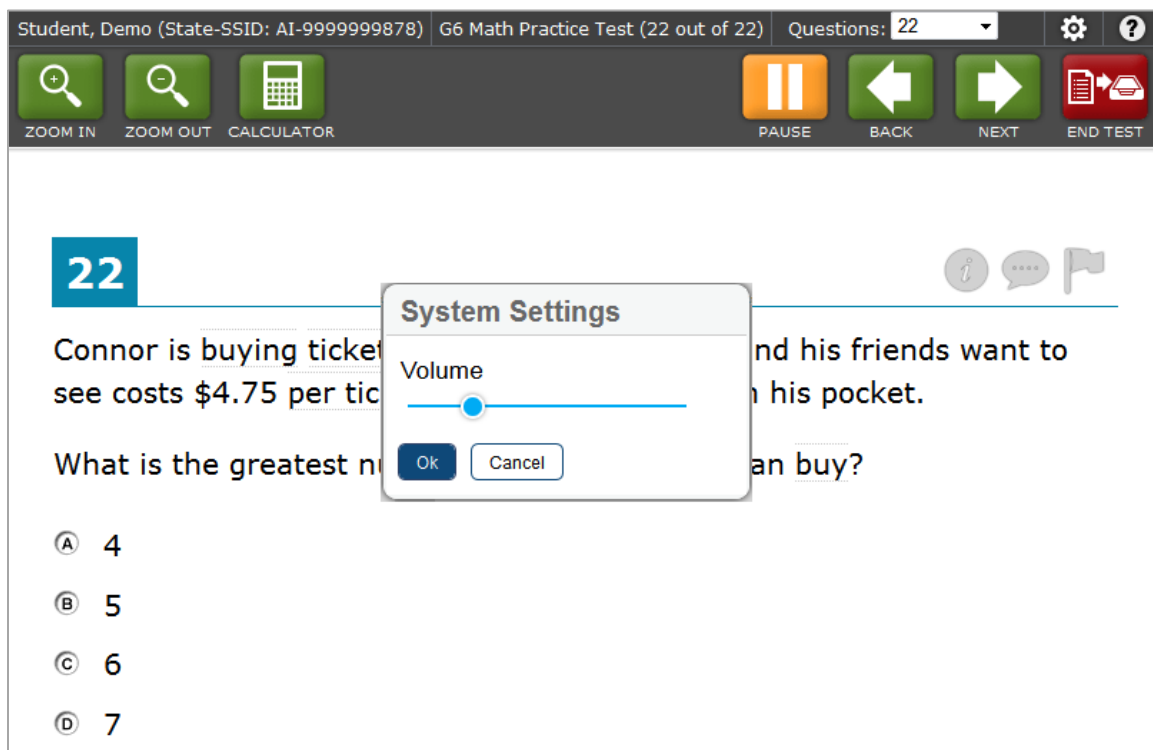 Student, Demo (State-SSID: AI-9999999878) G6 Math Practice Test (22 out of 22) Questions: 22
ZOOM IN ZOOM OUT CALCULATOR PAUSE BACK NEXT END TEST
22
System Settings
Connor is buying ticket nd his friends want to
Volume
see costs $4.75 per tic his pocket.
What is the greatest n an buy?
Ok Cancel
A 4
B 5
C 6
D 7